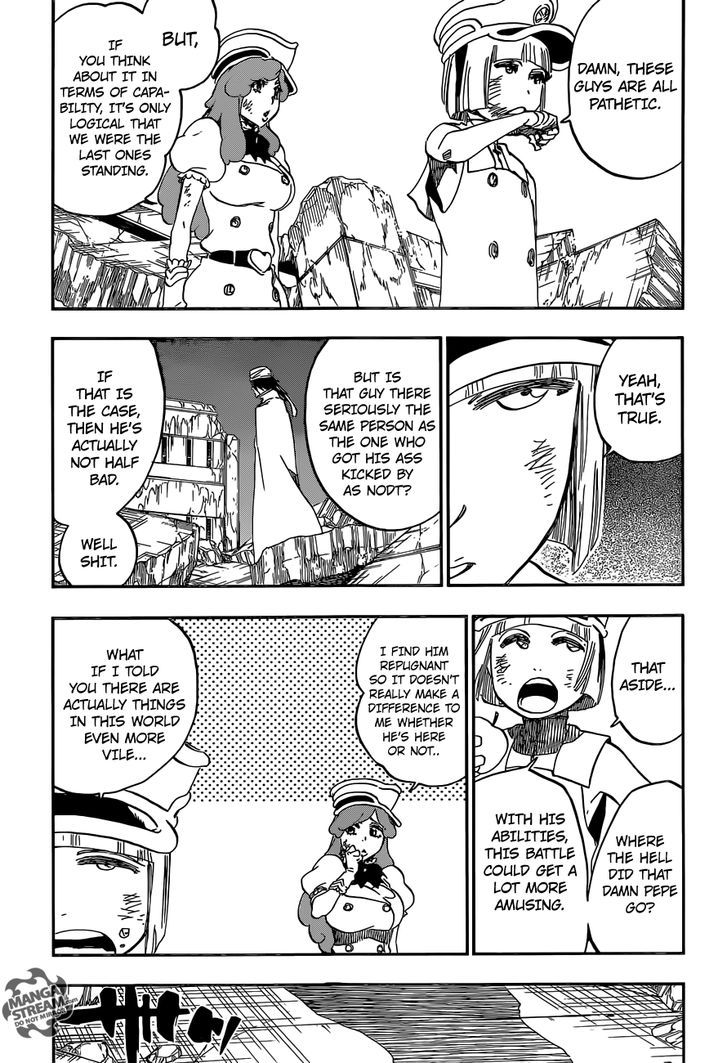 DAMN, THESE
GUYS ARE ALL
PATHETIC.
BUT,
IF
YOU THINK
ABOUT IT IN
TERMS OF CAPA-
BILITY, IT'S ONLY
LOGICAL THAT
WE WERE THE
LAST ONES
STANDING.
YEAH,
THAT'S
TRUE.
BUT IS
THAT GUY THERE
SERIOUSLY THE
SAME PERSON AS
THE ONE WHO
GOT HIS ASS
KICKED BY
AS NODT?
IF
THAT IS
THE CASE,
THEN HE'S
ACTUALLY
NOT HALF
BAD.
WELL
SHIT.
THAT
ASIDE...
WHERE
THE HELL
DID THAT
DAMN PEPE
GO?
WITH HIS
ABILITIES,
THIS BATTLE
COULD GET A
LOT MORE
AMUSING.
I FIND HIM
REPUGNANT
SO IT DOESN'T
REALLY MAKE A
DIFFERENCE TO
ME WHETHER
HE'S HERE
OR NOT..
WHAT
IF I TOLD
YOU THERE ARE
ACTUALLY THINGS
IN THIS WORLD
EVEN MORE
VILE...
MANGA
STREAM.com
DO NOT MIRROR